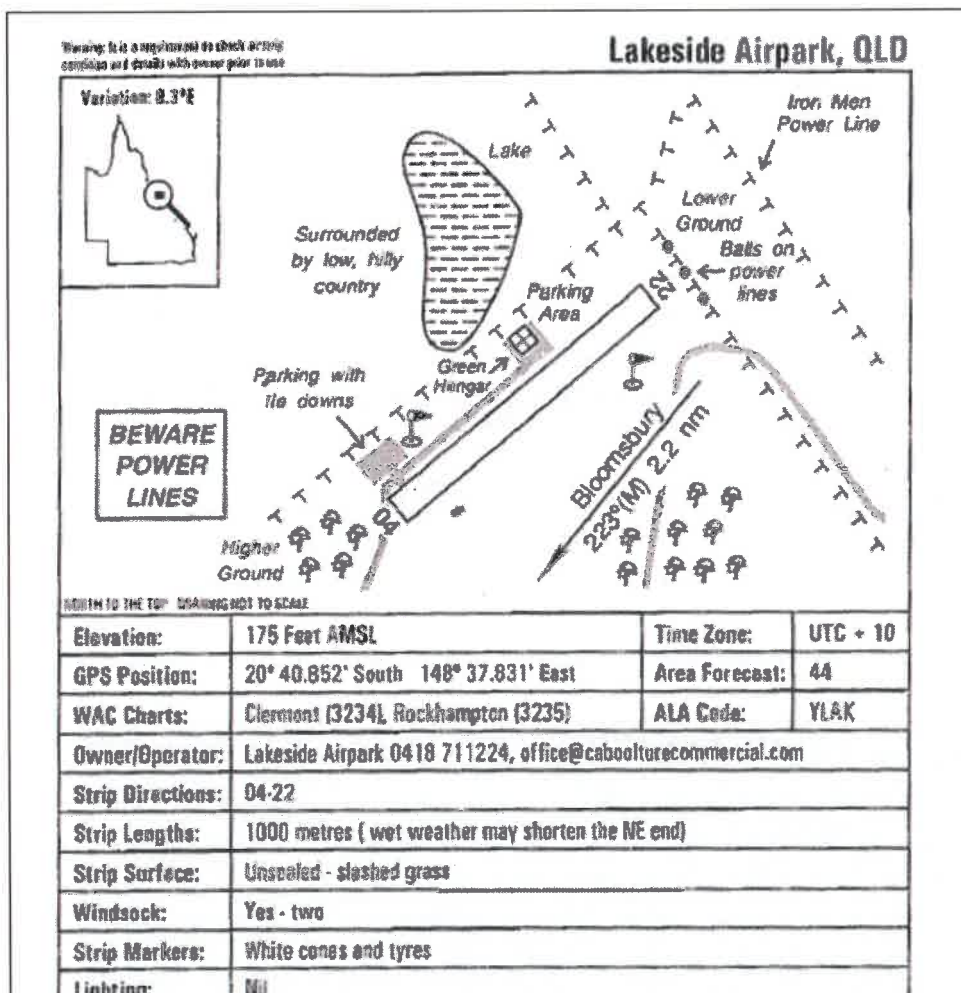 Warning: It is a requirement to check airstrip
condition and details with owner prior to use
Lakeside Airpark, QLD
Variation: 8.3°E
Iron Men
Power Line
Lake
Lower
Ground
Surrounded
by low, hilly
country
Balls on
power
lines
22
Parking
Area
Green
Hangar
Parking with
tie downs
BEWARE
POWER
LINES
Bloomsbury
223°(M) 2.2 nm
04
Higher
Ground
NORTH TO THE TOP DRAWING NOT TO SCALE
Elevation: 175 Feet AMSL Time Zone: UTC + 10
GPS Position: 20° 40.852' South 148° 37.831' East Area Forecast: 44
WAC Charts: Clermont (3234), Rockhampton (3235) ALA Code: YLAK
Owner/Operator: Lakeside Airpark 0418 711224, office@caboolturecommercial.com
Strip Directions: 04-22
Strip Lengths: 1000 metres ( wet weather may shorten the NE end)
Strip Surface: Unsealed - slashed grass
Windsock: Yes - two
Strip Markers: White cones and tyres
Lighting: Nil